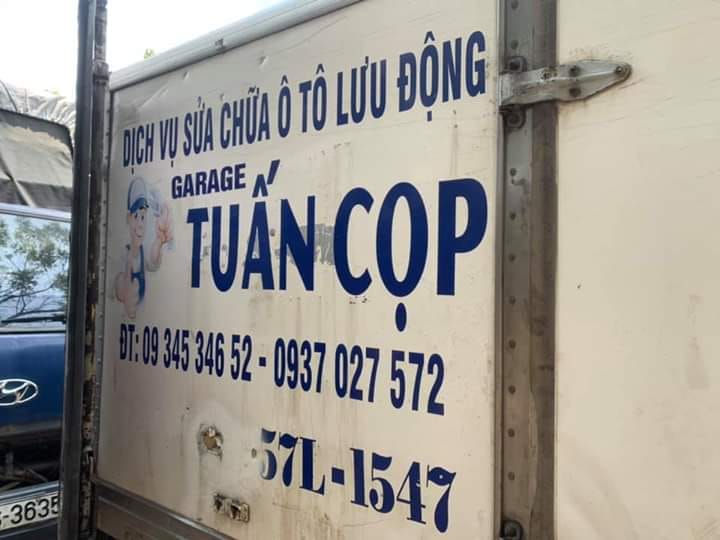 DỊCH VỤ SỬA CHỮA Ô TÔ LƯU ĐỘNG
GARAGE
TUẤN CỌP
ĐT: 09 345 346 52 - 0937 027 572
57L-1547
-3635